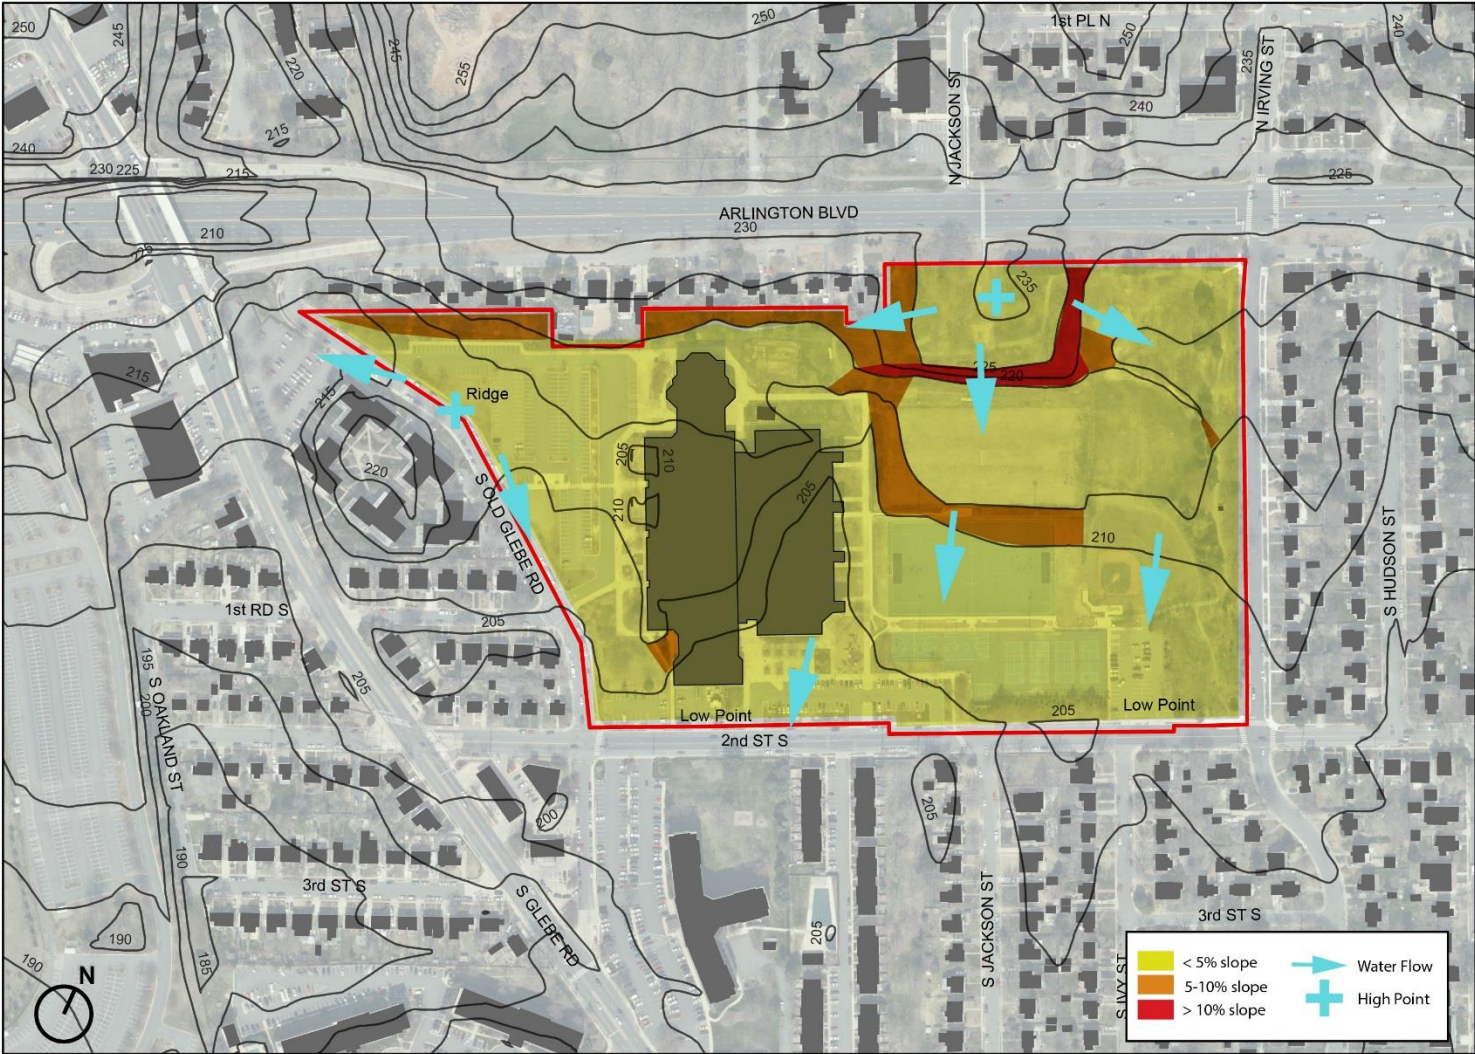 250
245
220
215
240
230 225
215
210
215
245
255
250
1st PL N
250
240
235
240
N JACKSON ST
N IRVING ST
225
ARLINGTON BLVD
230
235
225
220
215
215
220
Ridge
205
210
210
205
S OLD GLEBE RD
210
S HUDSON ST
1st RD S
205
205
195
200
S OAKLAND ST
Low Point
2nd ST S
205
Low Point
200
205
190
3rd ST S
S GLEBE RD
205
S JACKSON ST
3rd ST S
S IVY ST
190
185
190
N
< 5% slope
5-10% slope
> 10% slope
Water Flow
High Point